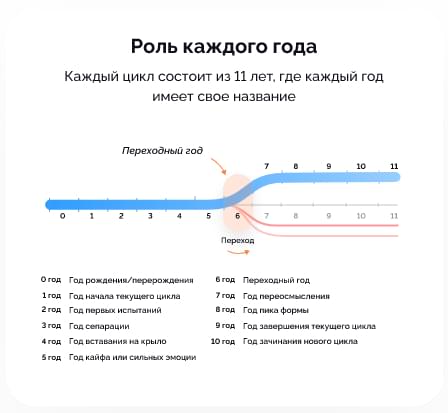 Роль каждого года
Каждый цикл состоит из 11 лет, где каждый год
имеет свое название
Переходный год
7 8 9 10 11
0 1 2 3 4 5 6 7 8 9 10 11
Переход
0 год Год рождения/перерождения
1 год Год начала текущего цикла
2 год Год первых испытаний
3 год Год сепарации
4 год Год вставания на крыло
5 год Год кайфа или сильных эмоции
6 год Переходный год
7 год Год переосмысления
8 год Год пика формы
9 год Год завершения текущего цикла
10 год Год зачинания нового цикла